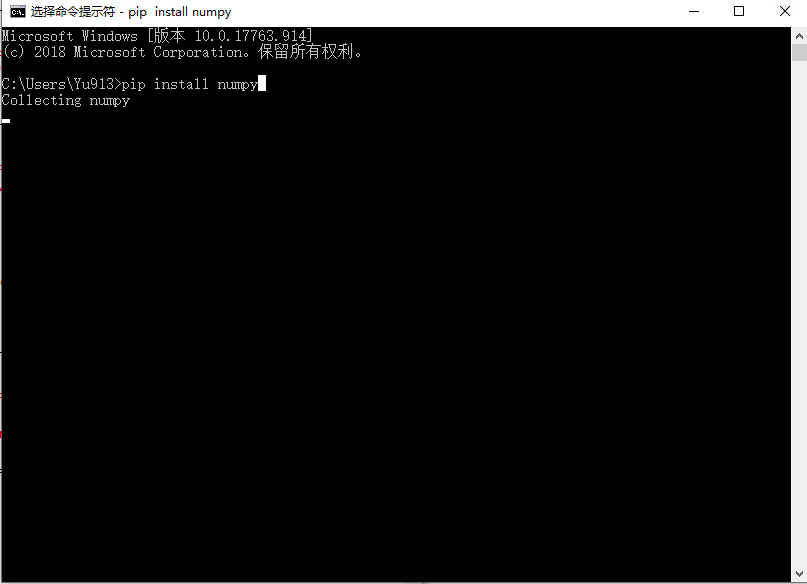 选择命令提示符 - pip  install numpy
Microsoft Windows [版本 10.0.17763.914]
(c) 2018 Microsoft Corporation。保留所有权利。
C:\Users\Yu913>pip install numpy
Collecting numpy